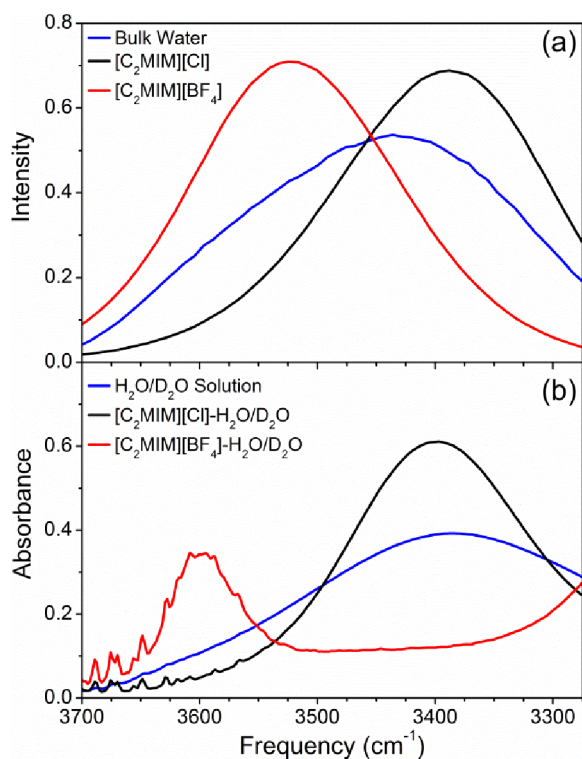 0.8
(a)
Bulk Water
[C₂MIM][Cl]
[C₂MIM][BF₄]
0.6
Intensity
0.4
0.2
0.0
0.8
(b)
H₂O/D₂O Solution
[C₂MIM][Cl]-H₂O/D₂O
[C₂MIM][BF₄]-H₂O/D₂O
0.6
Absorbance
0.4
0.2
0.0
3700 3600 3500 3400 3300
Frequency (cm⁻¹)